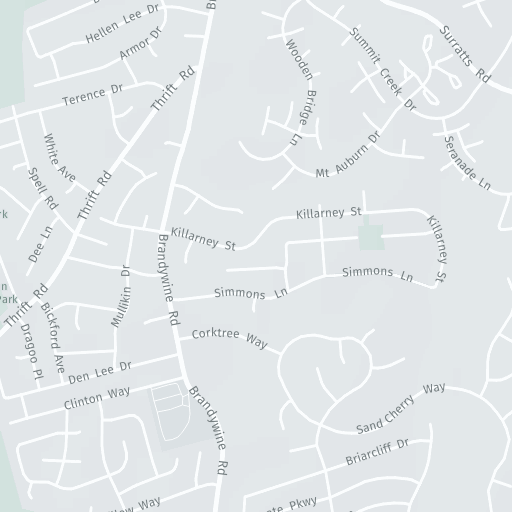 Hellen Lee Dr
Armor Dr
Surratts Rd
Wooden Bridge Ln
Summit Creek Dr
Terence Dr
Thrift Rd
White Ave
Mt Auburn Dr
Seranade Ln
Spell Rd
Thrift Rd
Killarney St
Killarney St
Killarney St
Dee Ln
Brandywine Rd
Simmons Ln
Mullikin Dr
Simmons Ln
Park
Thrift Rd
Bickford Ave
Dragoo Pl
Corktree Way
Den Lee Dr
Clinton Way
Sand Cherry Way
Brandywine Rd
Briarcliff Dr
Way
Pkwy